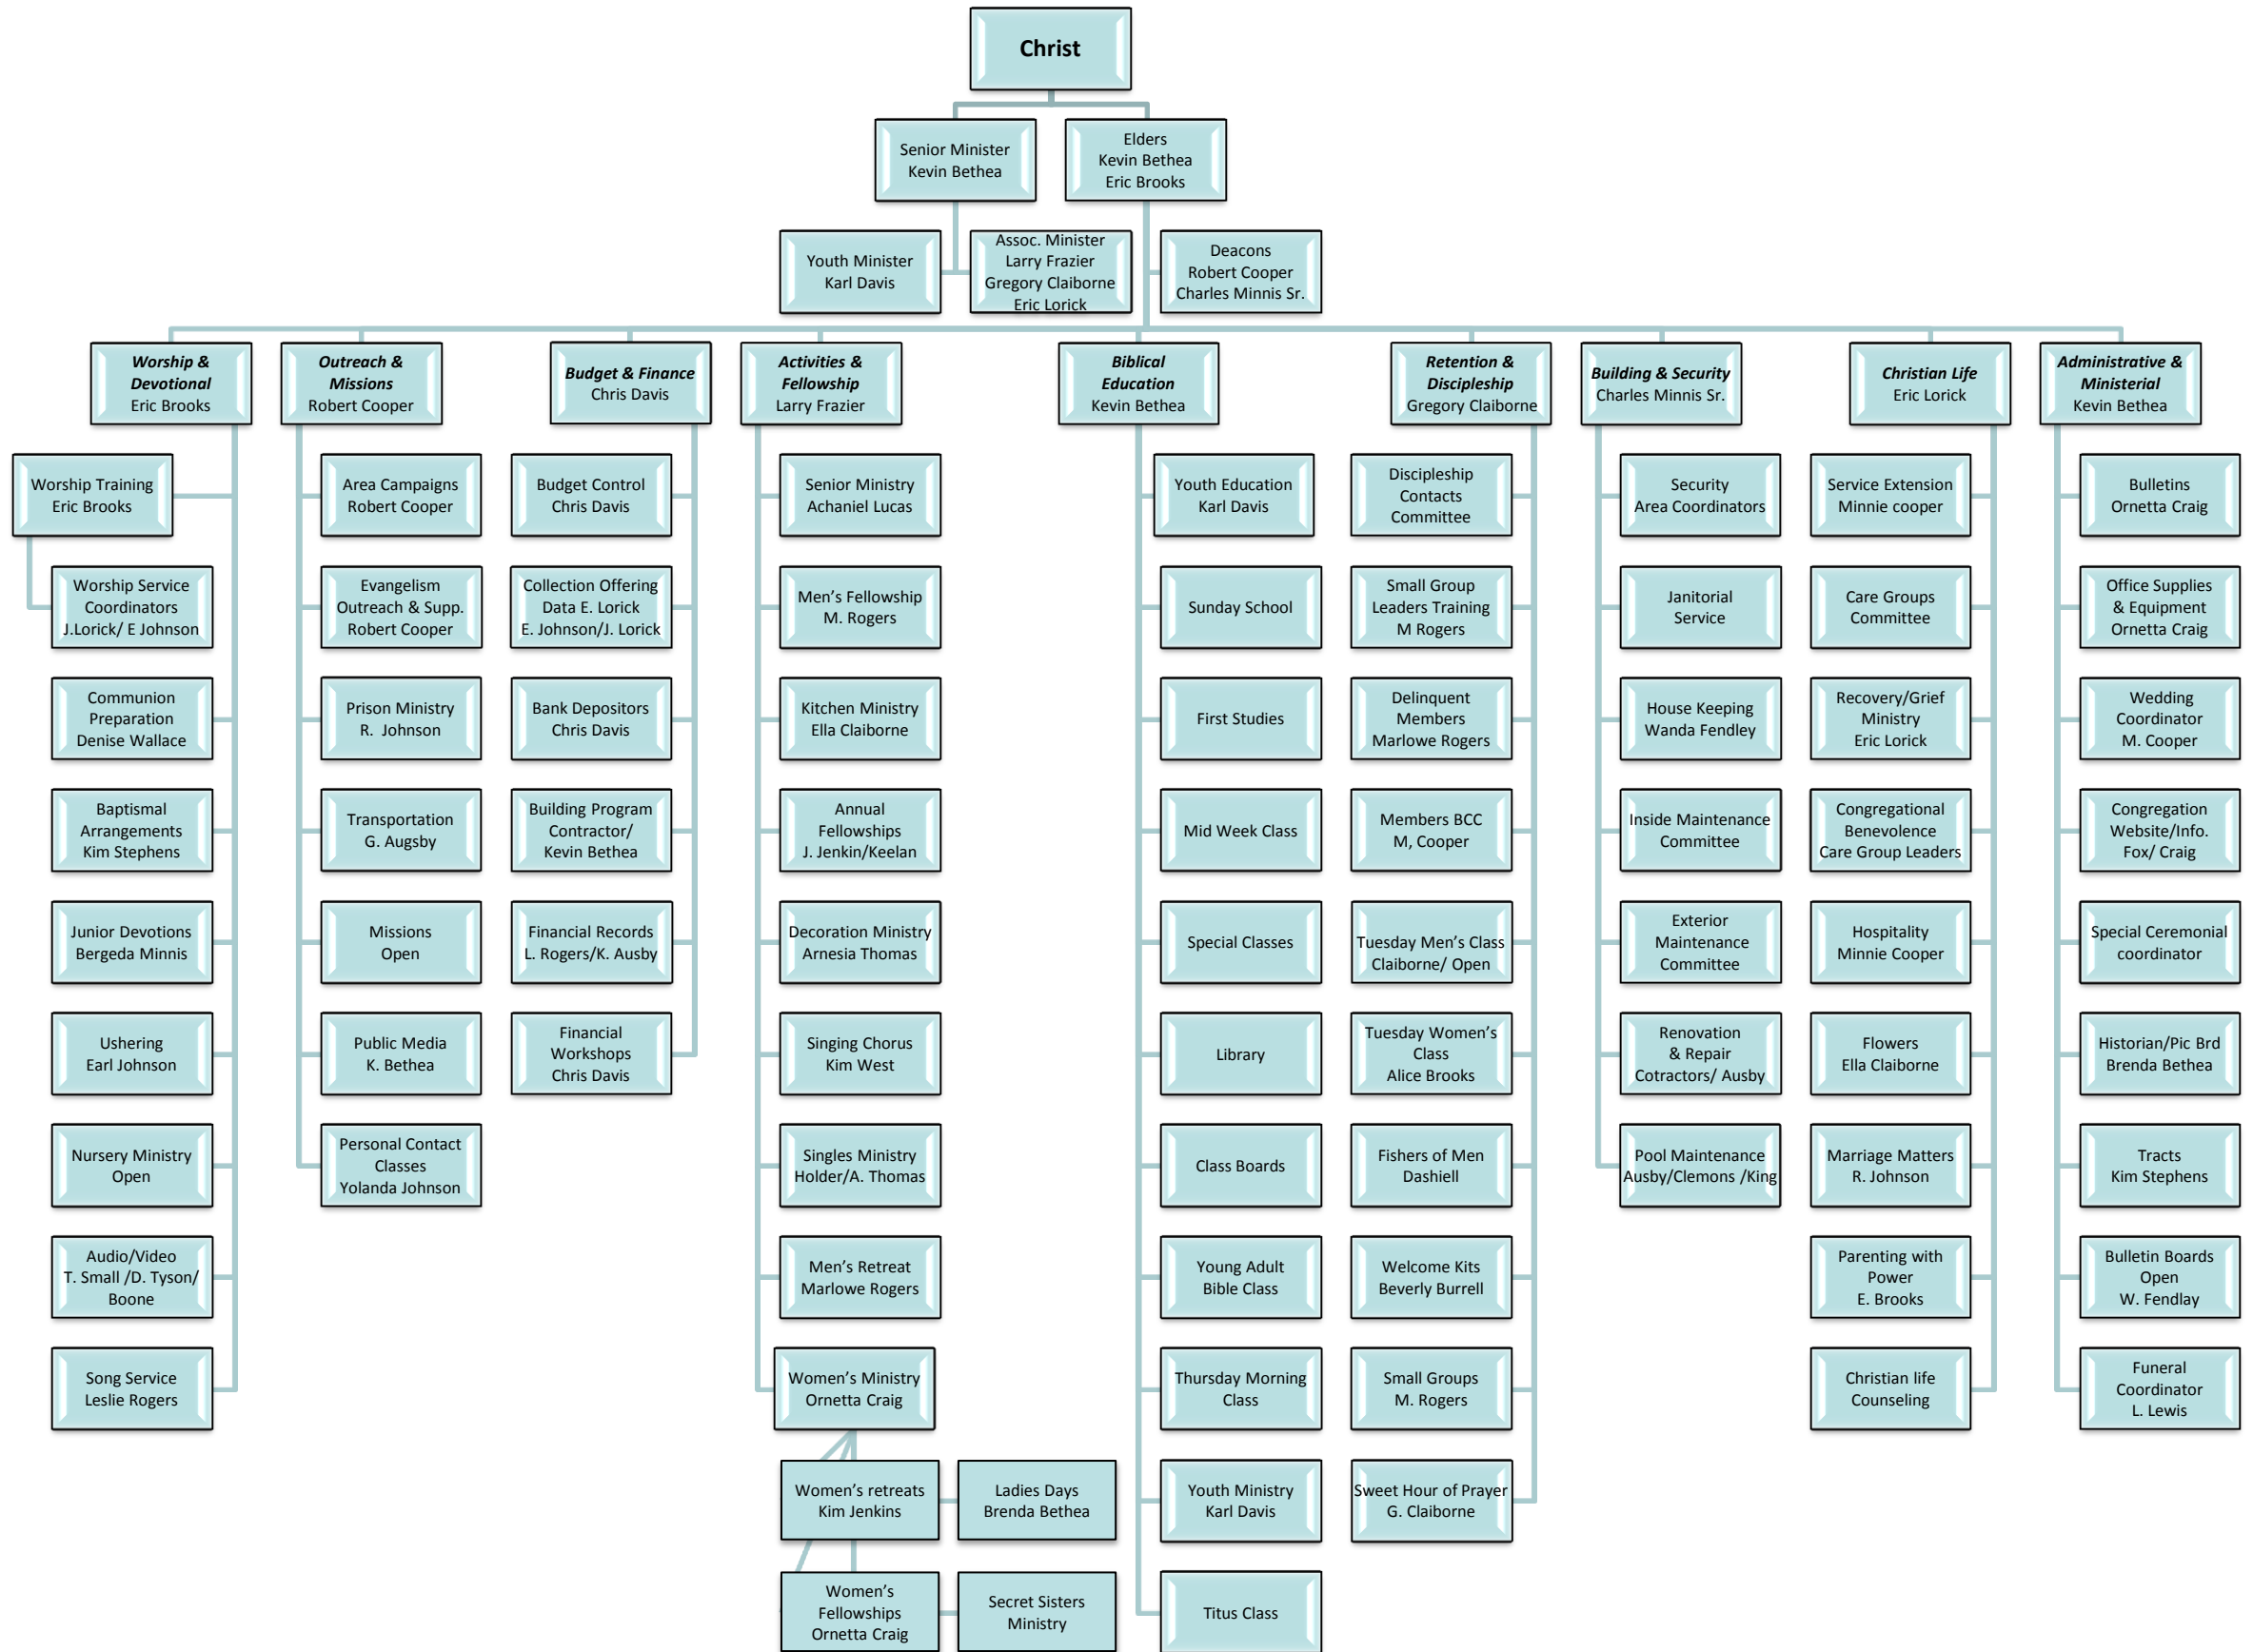 Christ
Senior Minister
Kevin Bethea
Elders
Kevin Bethea
Eric Brooks
Youth Minister
Karl Davis
Assoc. Minister
Larry Frazier
Gregory Claiborne
Eric Lorick
Deacons
Robert Cooper
Charles Minnis Sr.
Worship &
Devotional
Eric Brooks
Outreach &
Missions
Robert Cooper
Budget & Finance
Chris Davis
Activities &
Fellowship
Larry Frazier
Biblical
Education
Kevin Bethea
Retention &
Discipleship
Gregory Claiborne
Building & Security
Charles Minnis Sr.
Christian Life
Eric Lorick
Administrative &
Ministerial
Kevin Bethea
Worship Training
Eric Brooks
Worship Service
Coordinators
J.Lorick/ E Johnson
Communion
Preparation
Denise Wallace
Baptismal
Arrangements
Kim Stephens
Junior Devotions
Bergeda Minnis
Ushering
Earl Johnson
Nursery Ministry
Open
Audio/Video
T. Small /D. Tyson/
Boone
Song Service
Leslie Rogers
Area Campaigns
Robert Cooper
Evangelism
Outreach & Supp.
Robert Cooper
Prison Ministry
R.  Johnson
Transportation
G. Augsby
Missions
Open
Public Media
K. Bethea
Personal Contact
Classes
Yolanda Johnson
Budget Control
Chris Davis
Collection Offering
Data E. Lorick
E. Johnson/J. Lorick
Bank Depositors
Chris Davis
Building Program
Contractor/
Kevin Bethea
Financial Records
L. Rogers/K. Ausby
Financial
Workshops
Chris Davis
Senior Ministry
Achaniel Lucas
Men’s Fellowship
M. Rogers
Kitchen Ministry
Ella Claiborne
Annual
Fellowships
J. Jenkin/Keelan
Decoration Ministry
Arnesia Thomas
Singing Chorus
Kim West
Singles Ministry
Holder/A. Thomas
Men’s Retreat
Marlowe Rogers
Women’s Ministry
Ornetta Craig
Women’s retreats
Kim Jenkins
Ladies Days
Brenda Bethea
Women’s
Fellowships
Ornetta Craig
Secret Sisters
Ministry
Youth Education
Karl Davis
Sunday School
First Studies
Mid Week Class
Special Classes
Library
Class Boards
Young Adult
Bible Class
Thursday Morning
Class
Youth Ministry
Karl Davis
Titus Class
Discipleship
Contacts
Committee
Small Group
Leaders Training
M Rogers
Delinquent
Members
Marlowe Rogers
Members BCC
M, Cooper
Tuesday Men’s Class
Claiborne/ Open
Tuesday Women’s
Class
Alice Brooks
Fishers of Men
Dashiell
Welcome Kits
Beverly Burrell
Small Groups
M. Rogers
Sweet Hour of Prayer
G. Claiborne
Security
Area Coordinators
Janitorial
Service
House Keeping
Wanda Fendley
Inside Maintenance
Committee
Exterior
Maintenance
Committee
Renovation
& Repair
Cotractors/ Ausby
Pool Maintenance
Ausby/Clemons /King
Service Extension
Minnie cooper
Care Groups
Committee
Recovery/Grief
Ministry
Eric Lorick
Congregational
Benevolence
Care Group Leaders
Hospitality
Minnie Cooper
Flowers
Ella Claiborne
Marriage Matters
R. Johnson
Parenting with
Power
E. Brooks
Christian life
Counseling
Bulletins
Ornetta Craig
Office Supplies
& Equipment
Ornetta Craig
Wedding
Coordinator
M. Cooper
Congregation
Website/Info.
Fox/ Craig
Special Ceremonial
coordinator
Historian/Pic Brd
Brenda Bethea
Tracts
Kim Stephens
Bulletin Boards
Open
W. Fendlay
Funeral
Coordinator
L. Lewis